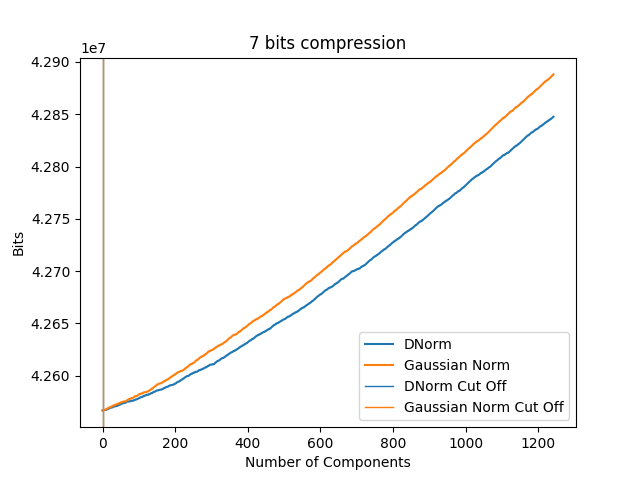 7 bits compression
1e7
4.290
4.285
4.280
4.275
4.270
4.265
4.260
Bits
0 200 400 600 800 1000 1200
Number of Components
DNorm
Gaussian Norm
DNorm Cut Off
Gaussian Norm Cut Off